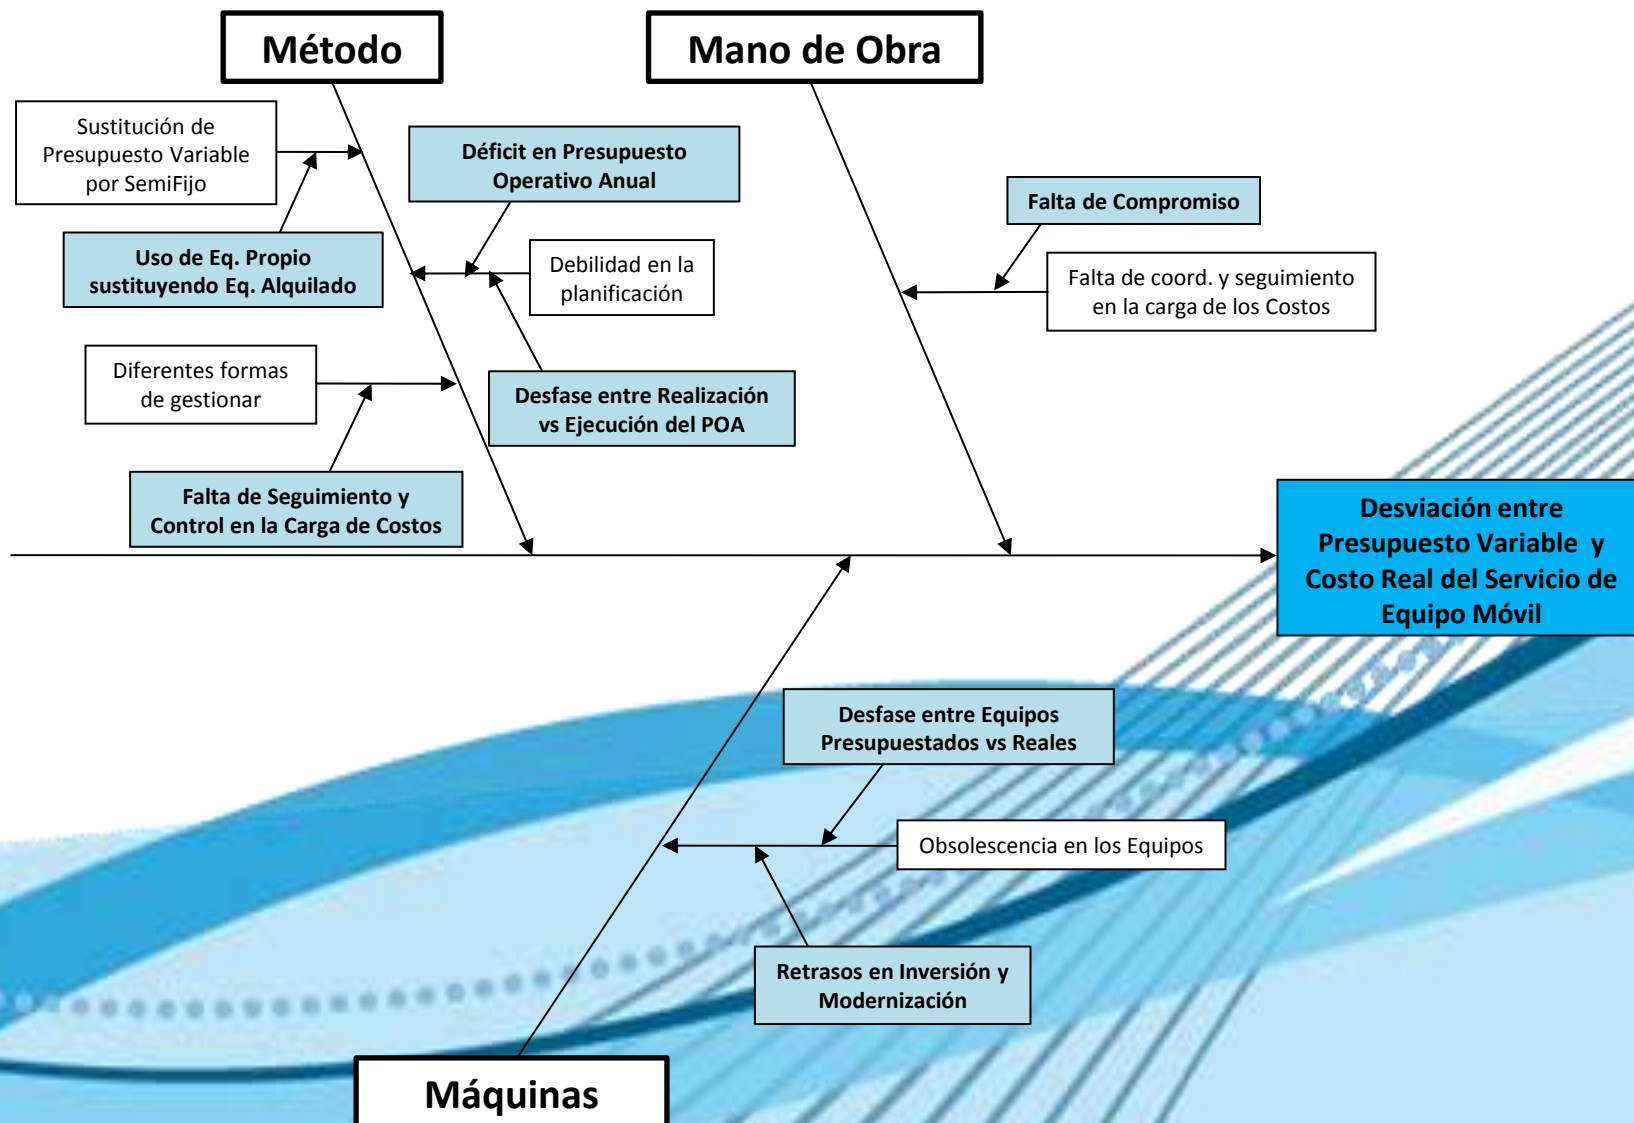 Método
Mano de Obra
Sustitución de
Presupuesto Variable
por SemiFijo
Déficit en Presupuesto
Operativo Anual
Falta de Compromiso
Uso de Eq. Propio
sustituyendo Eq. Alquilado
Debilidad en la
planificación
Falta de coord. y seguimiento
en la carga de los Costos
Diferentes formas
de gestionar
Desfase entre Realización
vs Ejecución del POA
Falta de Seguimiento y
Control en la Carga de Costos
Desviación entre
Presupuesto Variable y
Costo Real del Servicio de
Equipo Móvil
Desfase entre Equipos
Presupuestados vs Reales
Obsolescencia en los Equipos
Retrasos en Inversión y
Modernización
Máquinas